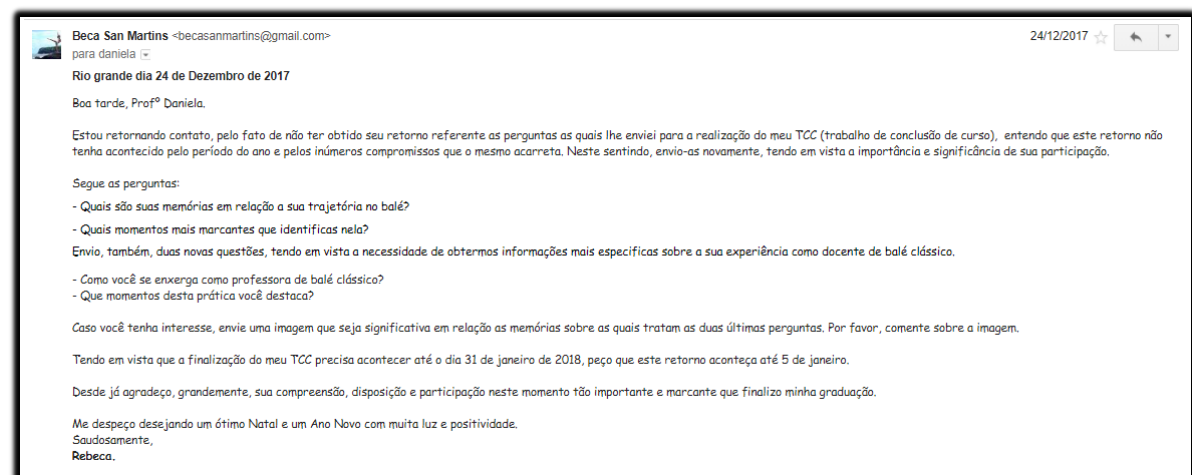 Beca San Martins <becasanmartins@gmail.com> 24/12/2017
para daniela
Rio grande dia 24 de Dezembro de 2017
Boa tarde, Profº Daniela.
Estou retornando contato, pelo fato de não ter obtido seu retorno referente as perguntas as quais lhe enviei para a realização do meu TCC (trabalho de conclusão de curso), entendo que este retorno não
tenha acontecido pelo período do ano e pelos inúmeros compromissos que o mesmo acarreta. Neste sentindo, envio-as novamente, tendo em vista a importância e significância de sua participação.
Segue as perguntas:
- Quais são suas memórias em relação a sua trajetória no balé?
- Quais momentos mais marcantes que identificas nela?
Envio, também, duas novas questões, tendo em vista a necessidade de obtermos informações mais especificas sobre a sua experiência como docente de balé clássico.
- Como você se enxerga como professora de balé clássico?
- Que momentos desta prática você destaca?
Caso você tenha interesse, envie uma imagem que seja significativa em relação as memórias sobre as quais tratam as duas últimas perguntas. Por favor, comente sobre a imagem.
Tendo em vista que a finalização do meu TCC precisa acontecer até o dia 31 de janeiro de 2018, peço que este retorno aconteça até 5 de janeiro.
Desde já agradeço, grandemente, sua compreensão, disposição e participação neste momento tão importante e marcante que finalizo minha graduação.
Me despeço desejando um ótimo Natal e um Ano Novo com muita luz e positividade.
Saudosamente,
Rebeca.